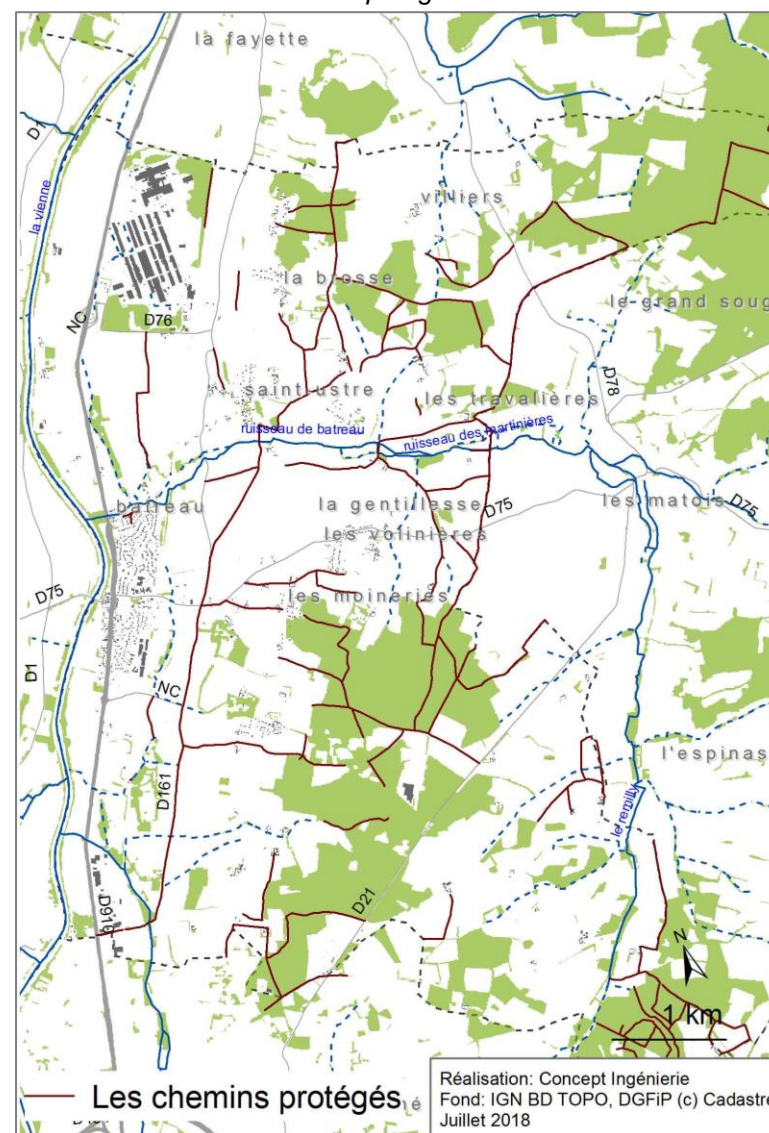 la fayette
D1
la vienne
villiers
la brosse
le grand soug
NC
D76
D78
saint ustre
les travalières
ruisseau de batreau
ruisseau des martinières
batreau
la gentillesse
D75
les matois
D75
les volinières
D75
les moineries
D1
NC
l'espinas
D161
le remilly
D21
D910
N
1 km
Les chemins protégés
Réalisation: Concept Ingénierie
Fond: IGN BD TOPO, DGFiP (c) Cadastre
Juillet 2018